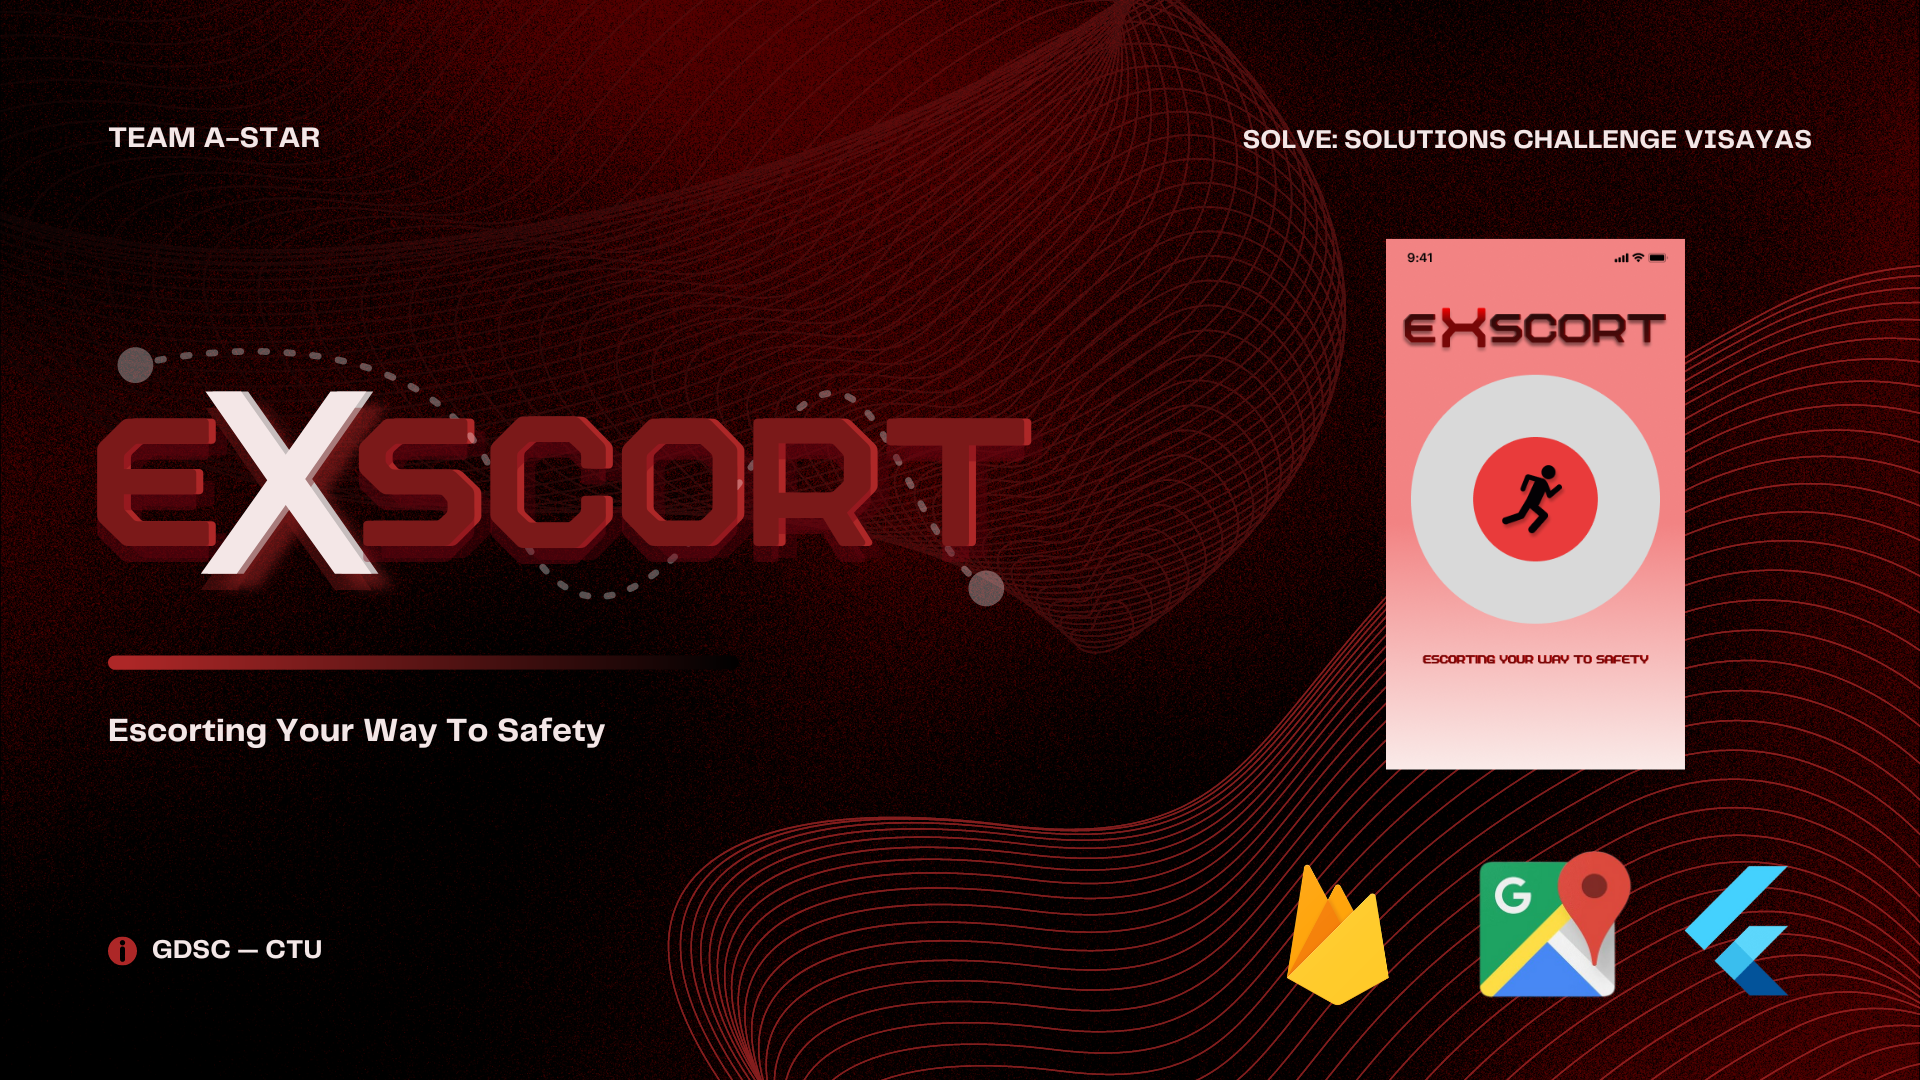 TEAM A-STAR
SOLVE: SOLUTIONS CHALLENGE VISAYAS
9:41
EXSCORT
ESCORTING YOUR WAY TO SAFETY
EXSCORT
Escorting Your Way To Safety
GDSC — CTU
G